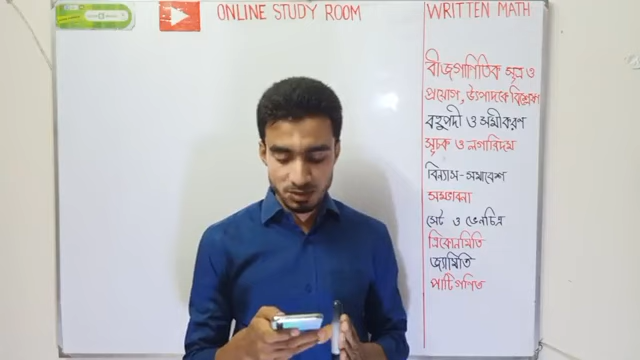 ONLINE STUDY ROOM
WRITTEN MATH
বীজগাণিতিক সূত্র ও
প্রয়োগ, উৎপাদকে বিশ্লেষণ
বহুপদী ও সমীকরণ
সূচক ও লগারিদম
বিন্যাস-সমাবেশ
সম্ভাবনা
সেট ও ভেনচিত্র
ত্রিকোনমিতি
জ্যামিতি
পাটিগণিত